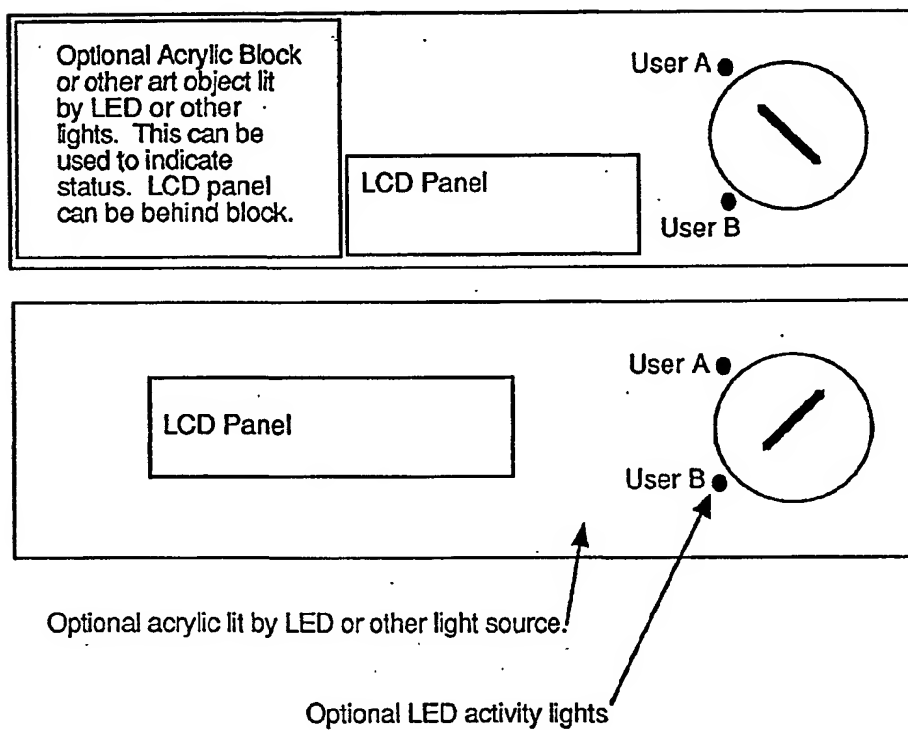 Optional Acrylic Block
or other art object lit
by LED or other
lights. This can be
used to indicate
status. LCD panel
can be behind block.
LCD Panel
User A
User B
LCD Panel
User A
User B
Optional acrylic lit by LED or other light source.
Optional LED activity lights